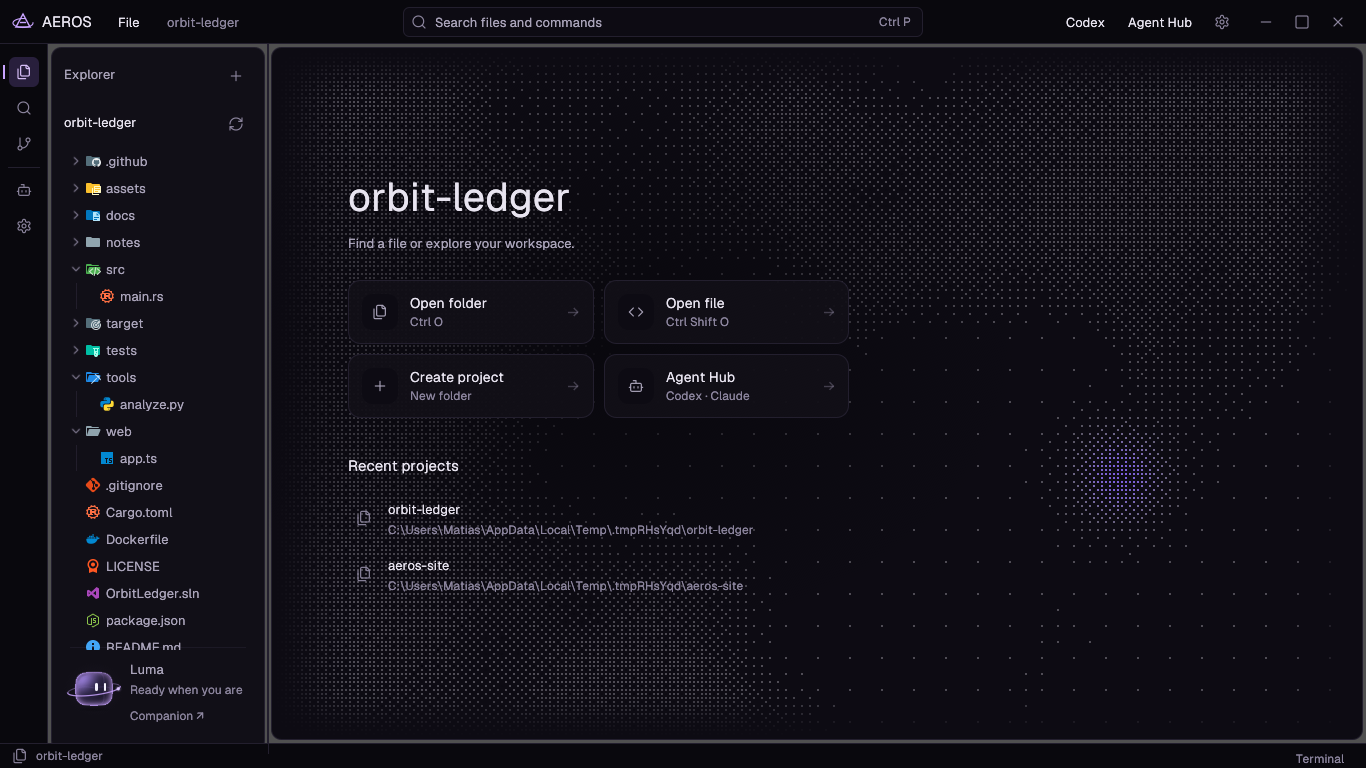 AEROS File orbit-ledger Search files and commands Ctrl P Codex Agent Hub
Explorer
orbit-ledger
.github
assets
docs
notes
src
main.rs
target
tests
tools
analyze.py
web
app.ts
.gitignore
Cargo.toml
Dockerfile
LICENSE
OrbitLedger.sln
package.json
README.md
Luma
Ready when you are
Companion ↗
orbit-ledger
Find a file or explore your workspace.
Open folder
Ctrl O
Open file
Ctrl Shift O
Create project
New folder
Agent Hub
Codex · Claude
Recent projects
orbit-ledger
C:\Users\Matias\AppData\Local\Temp\.tmpRHsYqd\orbit-ledger
aeros-site
C:\Users\Matias\AppData\Local\Temp\.tmpRHsYqd\aeros-site
orbit-ledger
Terminal